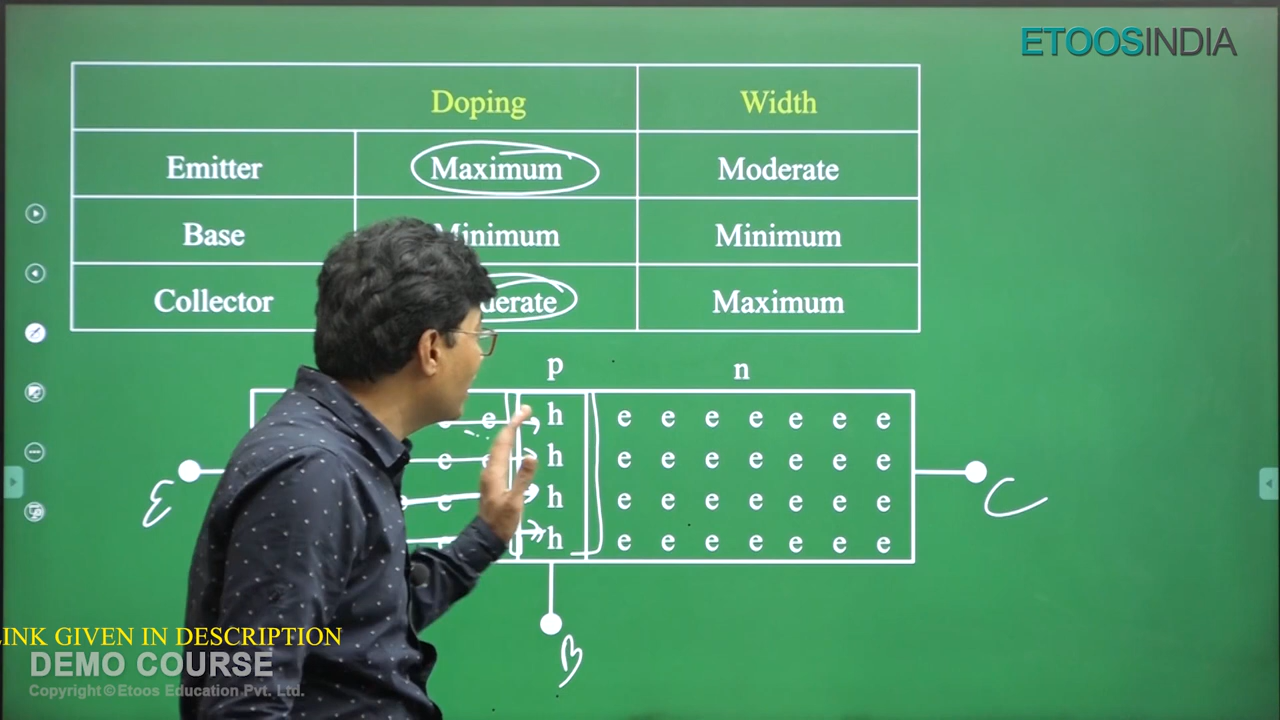 ETOOSINDIA
Doping Width
Emitter Maximum Moderate
Base Minimum Minimum
Collector Maximum
p n
e h e e e e e e e
e h e e e e e e e
e h e e e e e e e
h e e e e e e e
E C
B
LINK GIVEN IN DESCRIPTION
DEMO COURSE
Copyright © Etoos Education Pvt. Ltd.